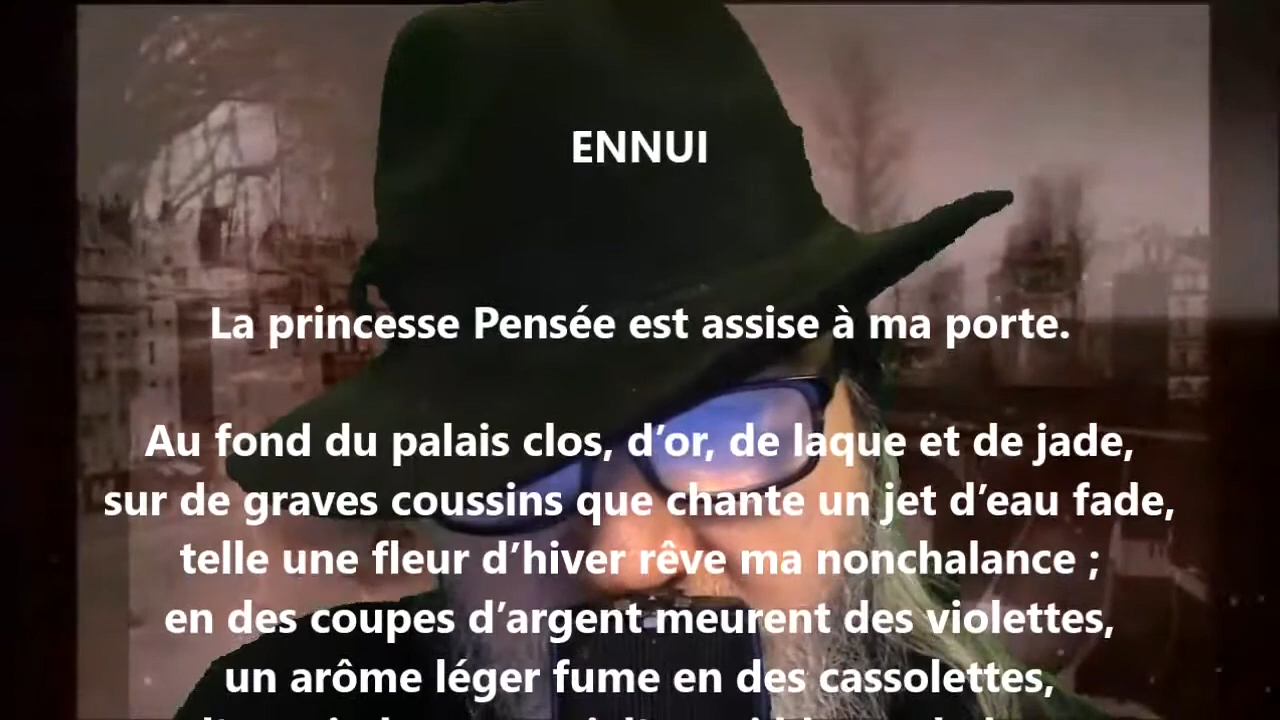 ENNUI
La princesse Pensée est assise à ma porte.
Au fond du palais clos, d’or, de laque et de jade,
sur de graves coussins que chante un jet d’eau fade,
telle une fleur d’hiver rêve ma nonchalance ;
en des coupes d’argent meurent des violettes,
un arôme léger fume en des cassolettes,